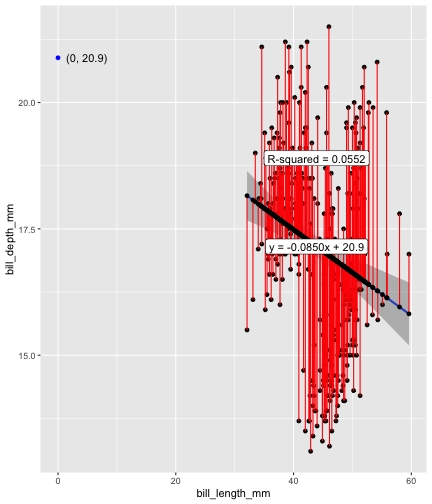 (0, 20.9)
20.0
R-squared = 0.0552
17.5
y = -0.0850x + 20.9
15.0
bill_depth_mm
0
20
40
60
bill_length_mm